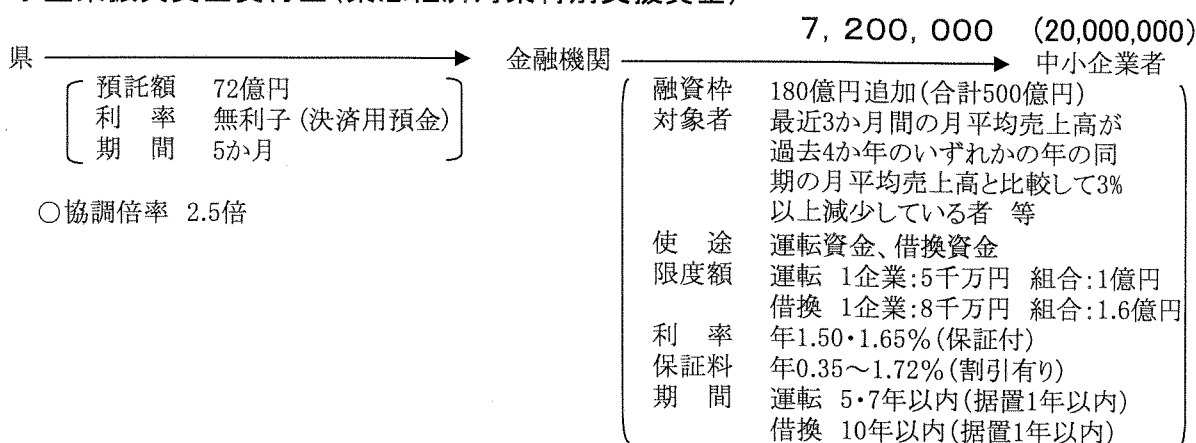 7,200,000 (20,000,000)
県 金融機関 中小企業者
預託額 72億円
利 率 無利子(決済用預金)
期 間 5か月
○協調倍率 2.5倍
融資枠 180億円追加(合計500億円)
対象者 最近3か月間の月平均売上高が
過去4か年のいずれかの年の同
期の月平均売上高と比較して3%
以上減少している者 等
使 途 運転資金、借換資金
限度額 運転 1企業:5千万円 組合:1億円
借換 1企業:8千万円 組合:1.6億円
利 率 年1.50・1.65%(保証付)
保証料 年0.35~1.72%(割引有り)
期 間 運転 5・7年以内(据置1年以内)
借換 10年以内(据置1年以内)